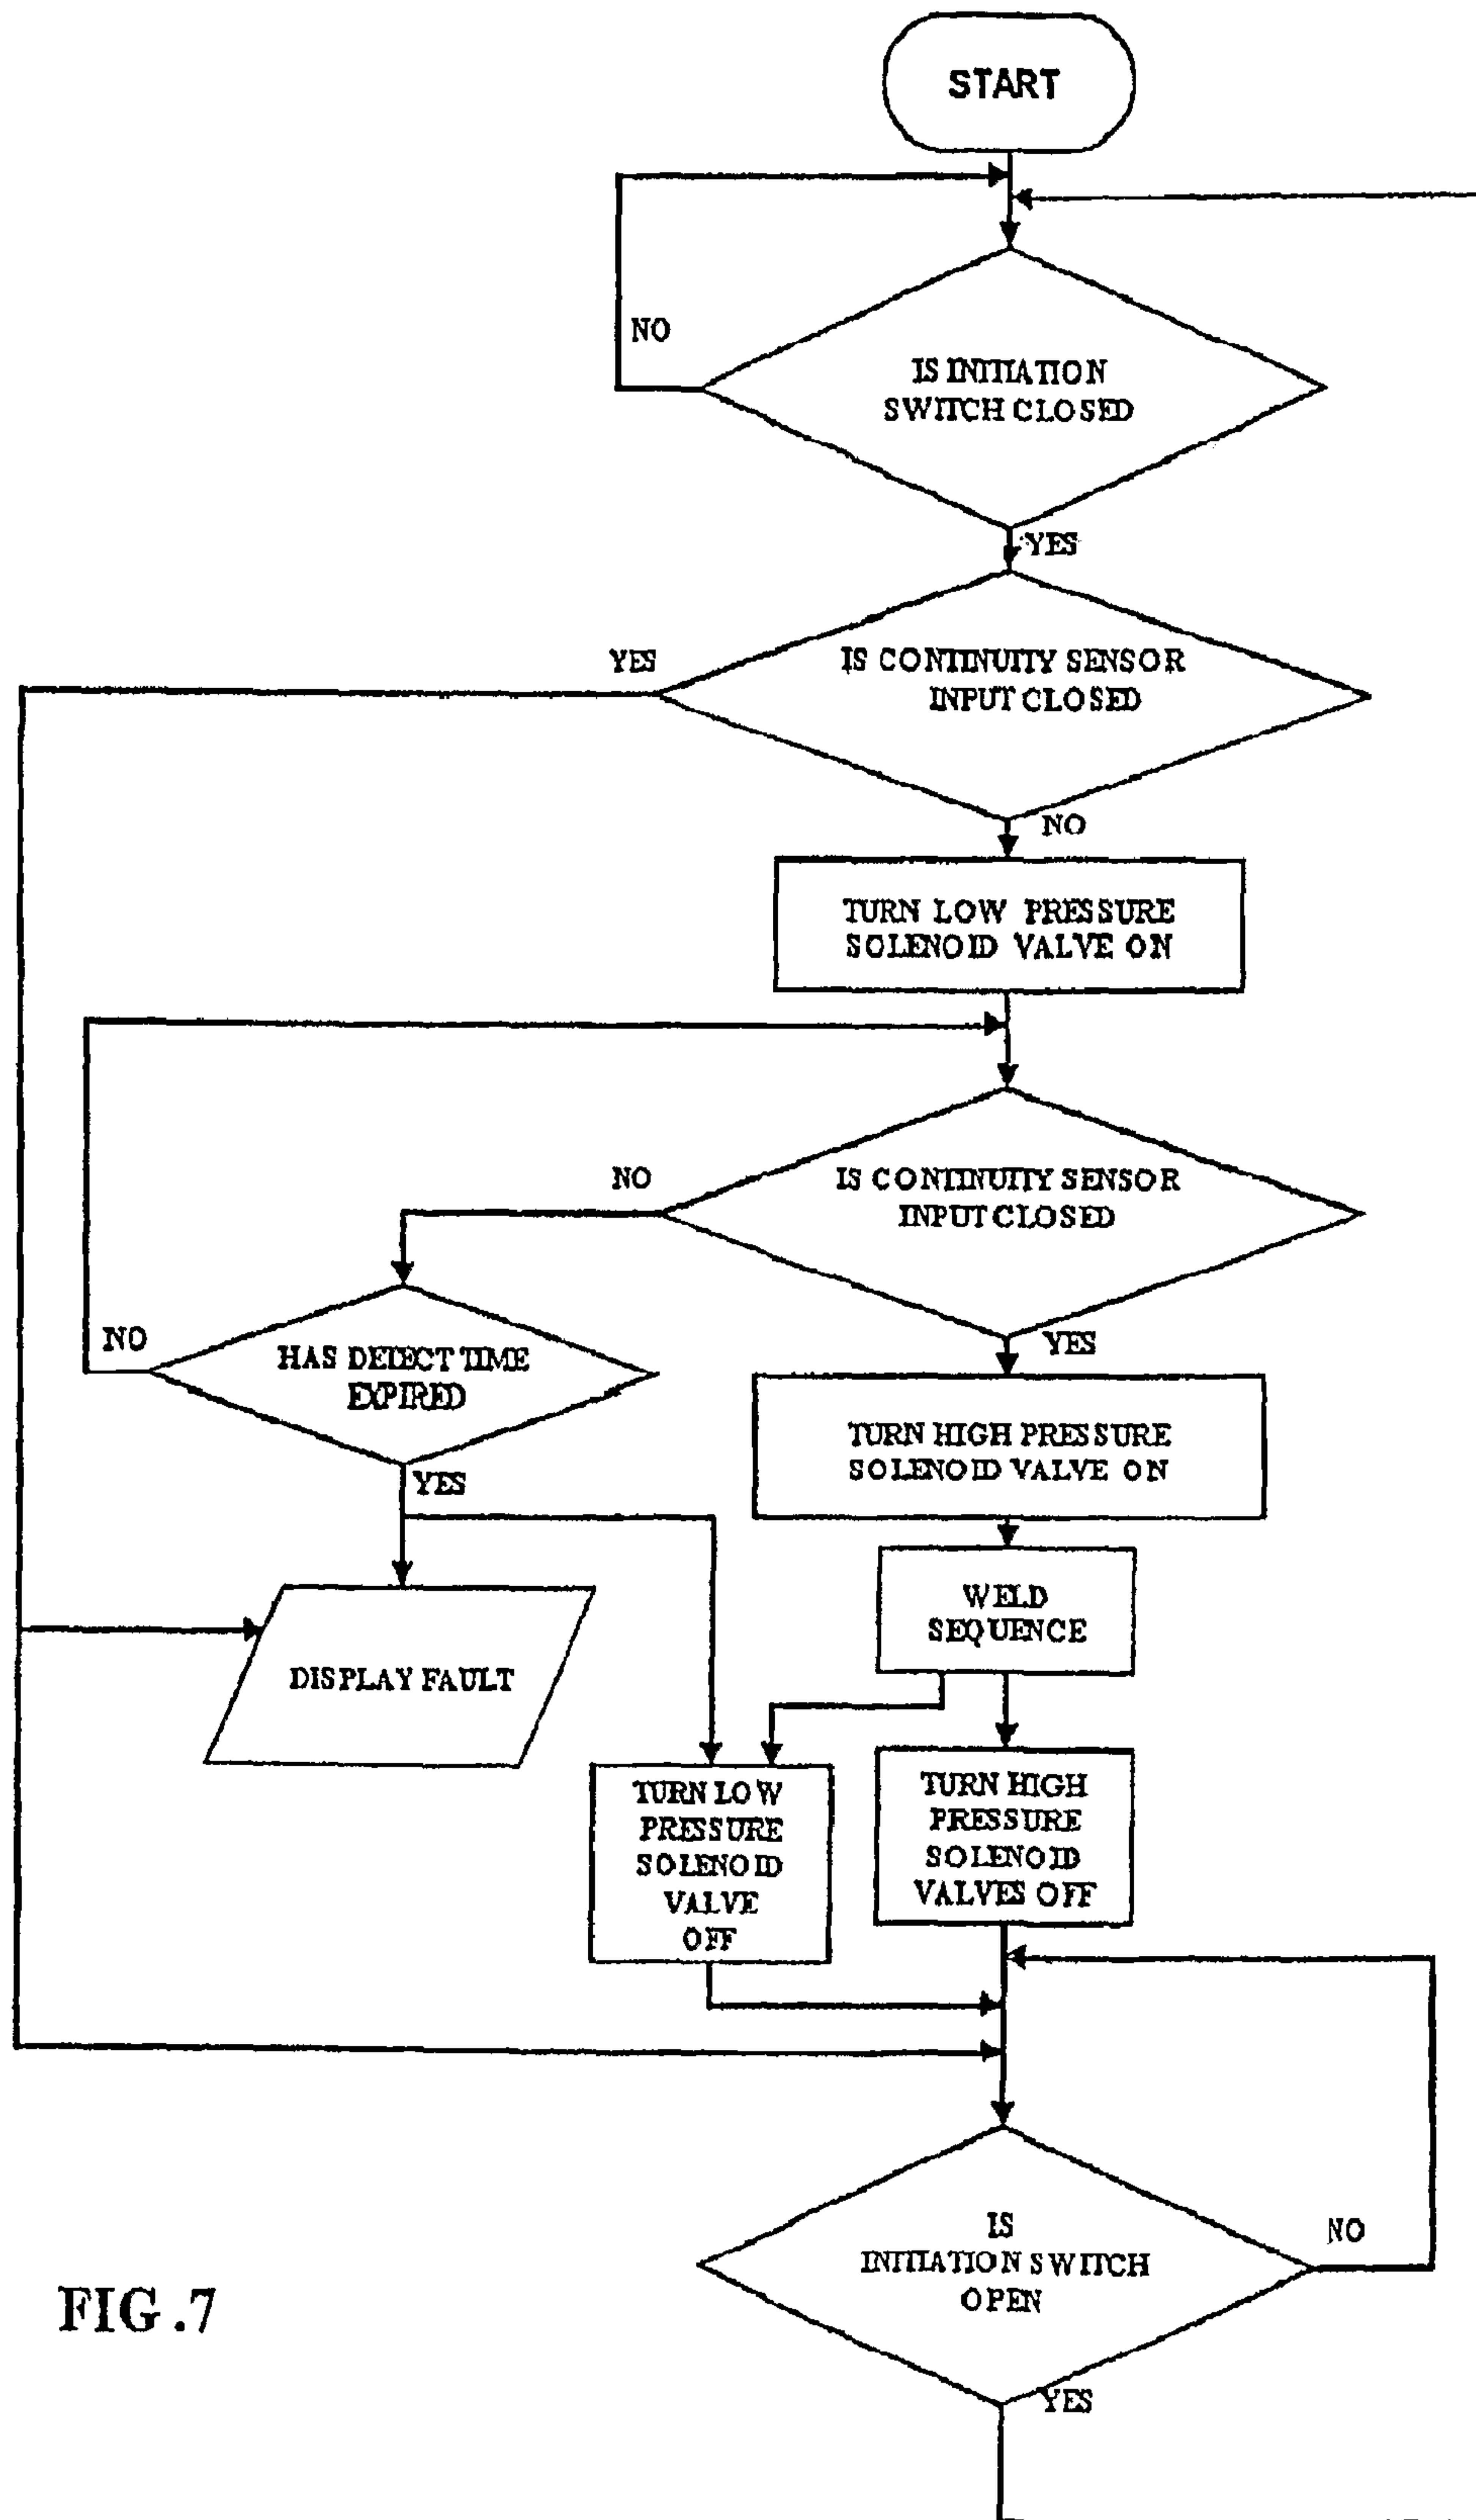 START
NO
IS INITIATION
SWITCH CLOSED
YES
YES
IS CONTINUITY SENSOR
INPUT CLOSED
NO
TURN LOW PRESSURE
SOLENOID VALVE ON
NO
IS CONTINUITY SENSOR
INPUT CLOSED
NO
HAS DETECT TIME
EXPIRED
YES
YES
TURN HIGH PRESSURE
SOLENOID VALVE ON
WELD
SEQUENCE
DISPLAY FAULT
TURN LOW
PRESSURE
SOLENOID
VALVE
OFF
TURN HIGH
PRESSURE
SOLENOID
VALVES OFF
IS
INITIATION SWITCH
OPEN
NO
YES
FIG.7